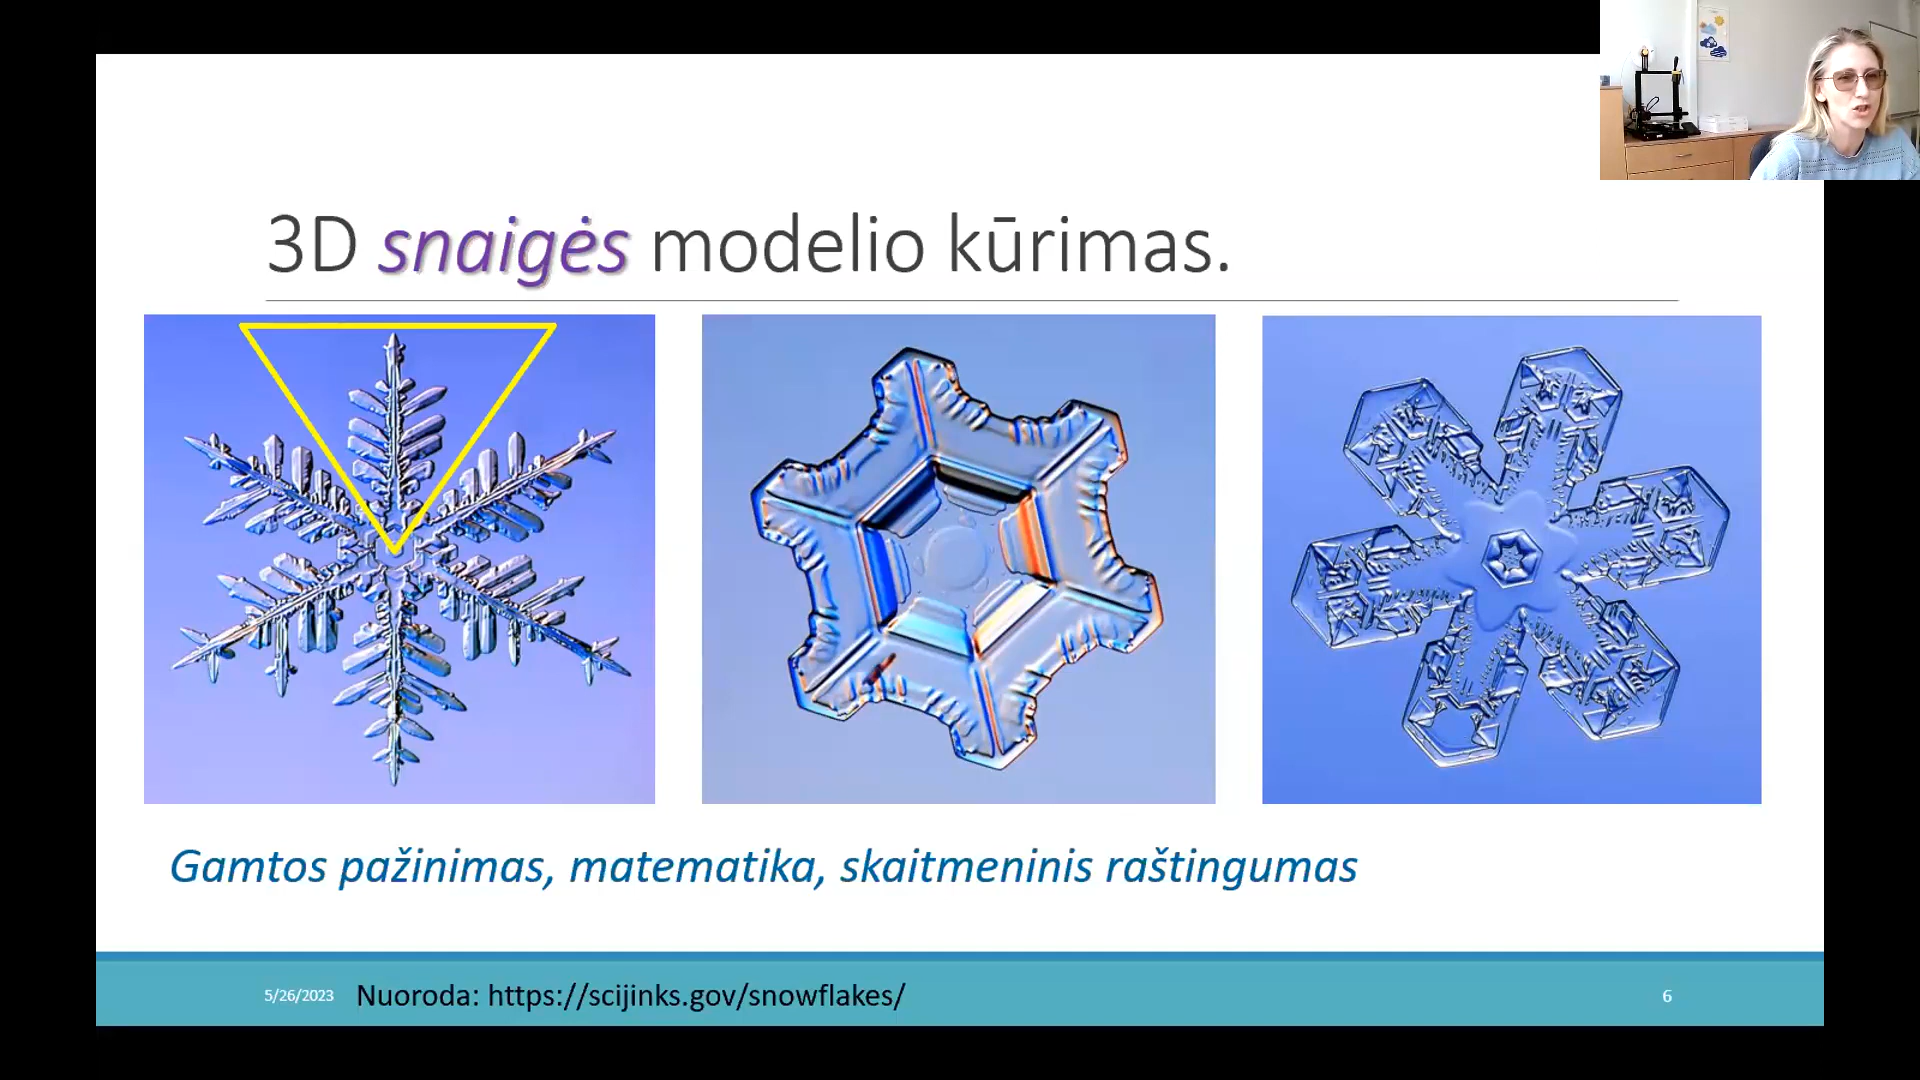 3D snaigės modelio kūrimas.
Gamtos pažinimas, matematika, skaitmeninis raštingumas
5/26/2023
Nuoroda: https://scijinks.gov/snowflakes/
6